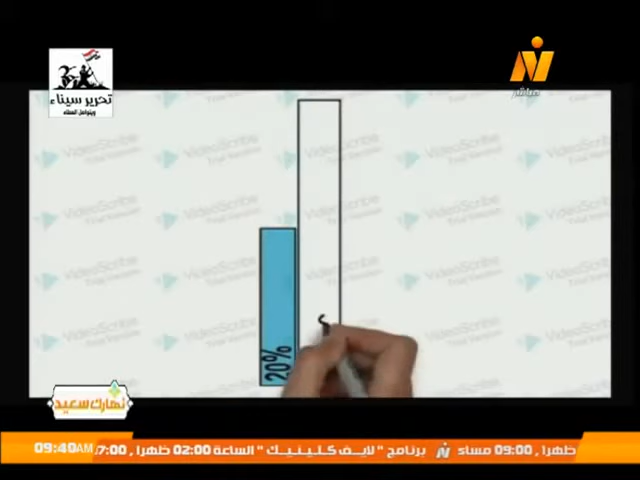 تحرير سيناء
ويتواصل العطاء
مباشر
VideoScribe
Trial Version
20%
نهارك سعيد
09:40AM
ظهرا , 09:00 مساء برنامج " لايف كلينيك " الساعة 02:00 ظهرا , 07:00